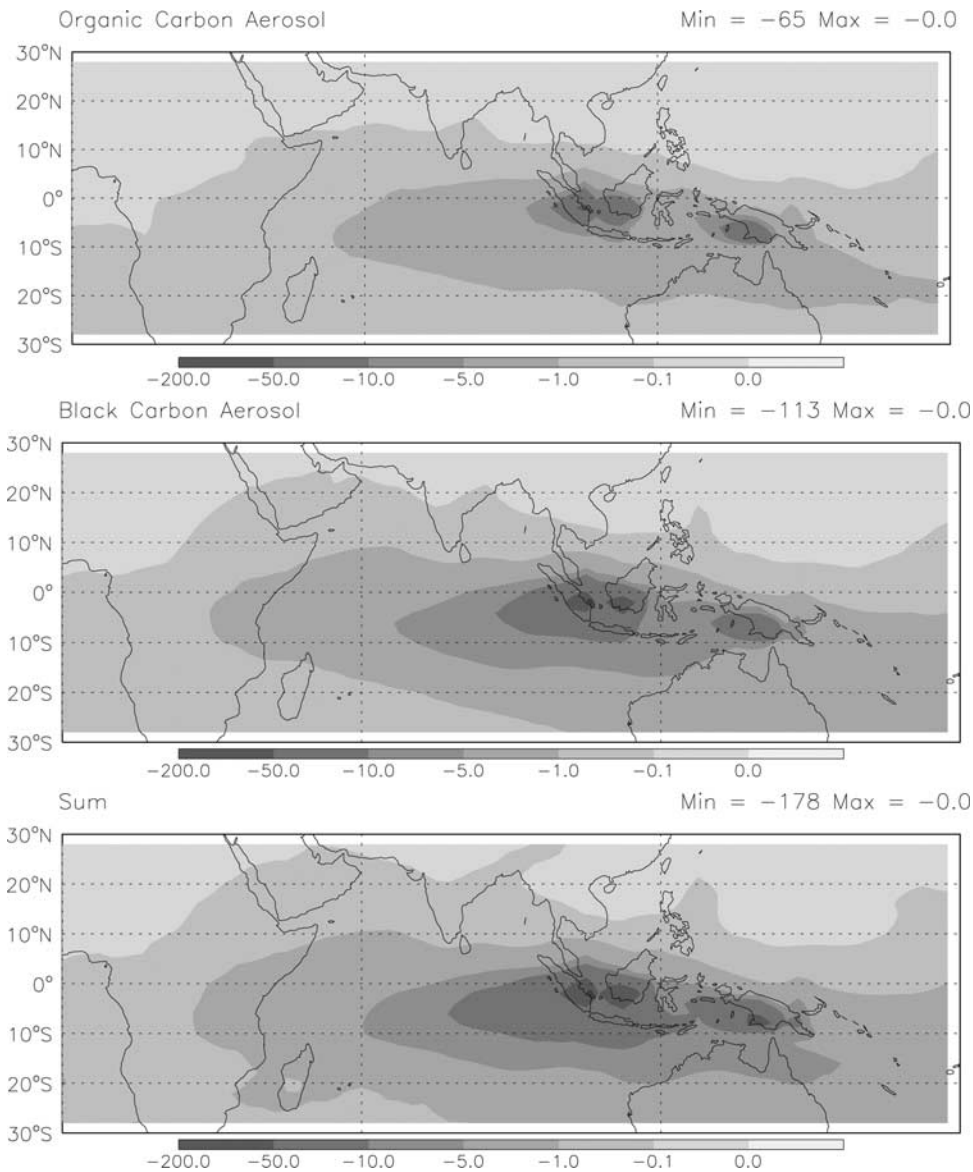 Organic Carbon Aerosol Min = −65 Max = −0.0
30°N
20°N
10°N
0°
10°S
20°S
30°S
−200.0 −50.0 −10.0 −5.0 −1.0 −0.1 0.0
Black Carbon Aerosol Min = −113 Max = −0.0
30°N
20°N
10°N
0°
10°S
20°S
30°S
−200.0 −50.0 −10.0 −5.0 −1.0 −0.1 0.0
Sum Min = −178 Max = −0.0
30°N
20°N
10°N
0°
10°S
20°S
30°S
−200.0 −50.0 −10.0 −5.0 −1.0 −0.1 0.0